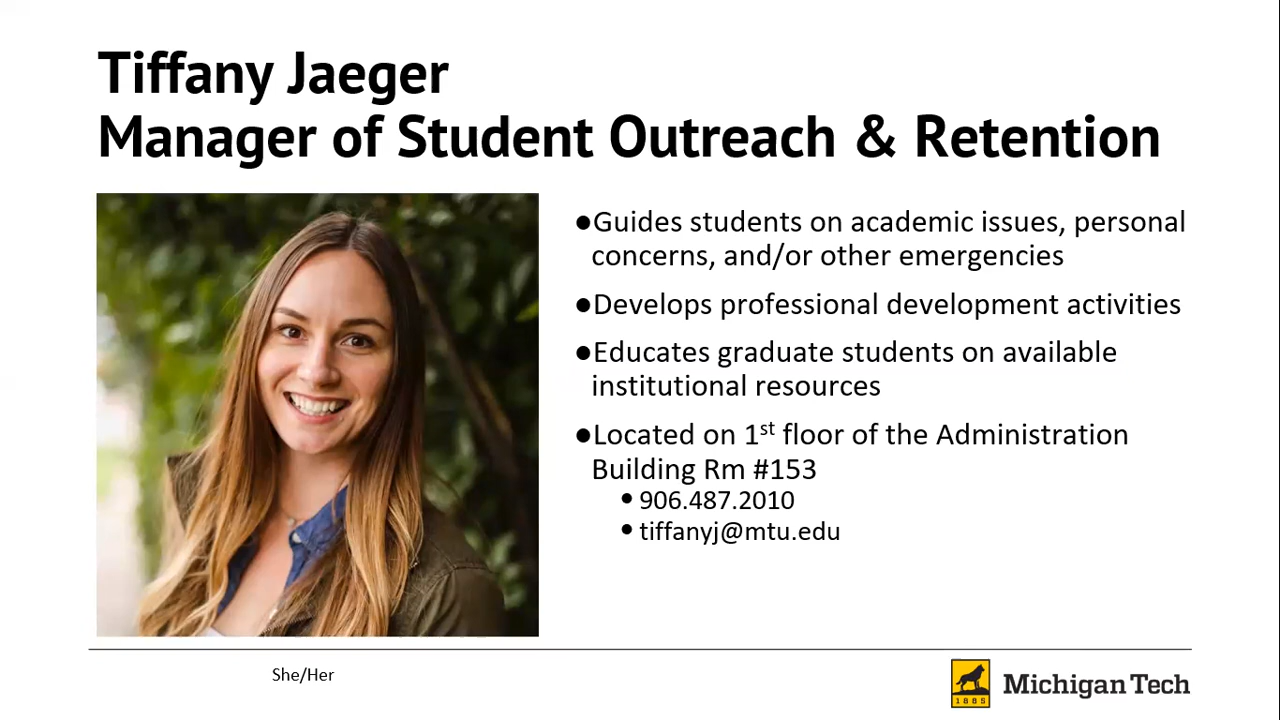 Tiffany Jaeger
Manager of Student Outreach & Retention
●Guides students on academic issues, personal
concerns, and/or other emergencies
●Develops professional development activities
●Educates graduate students on available
institutional resources
●Located on 1st floor of the Administration
Building Rm #153
• 906.487.2010
• tiffanyj@mtu.edu
She/Her
1885
Michigan Tech